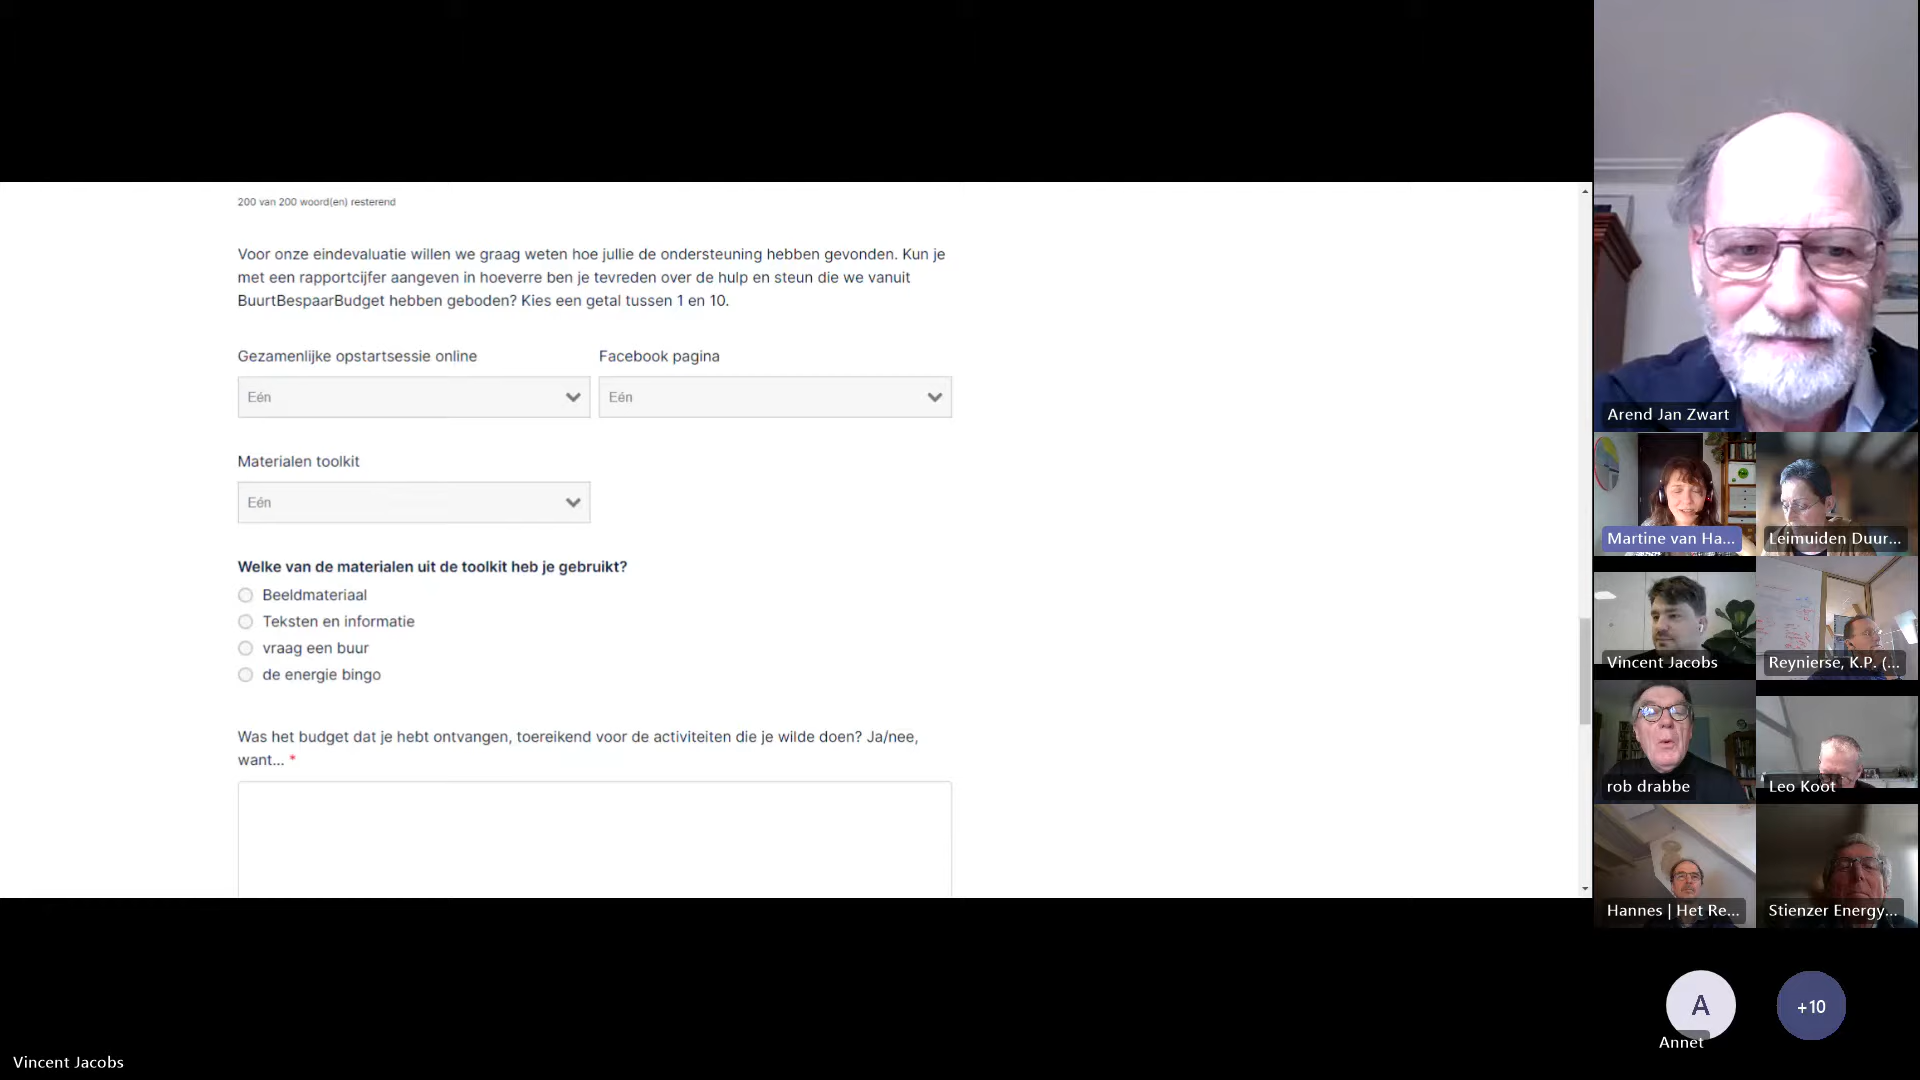 200 van 200 woord(en) resterend
Voor onze eindevaluatie willen we graag weten hoe jullie de ondersteuning hebben gevonden. Kun je
met een rapportcijfer aangeven in hoeverre ben je tevreden over de hulp en steun die we vanuit
BuurtBespaarBudget hebben geboden? Kies een getal tussen 1 en 10.
Gezamenlijke opstartsessie online
Facebook pagina
Eén
Eén
Materialen toolkit
Eén
Welke van de materialen uit de toolkit heb je gebruikt?
Beeldmateriaal
Teksten en informatie
vraag een buur
de energie bingo
Was het budget dat je hebt ontvangen, toereikend voor de activiteiten die je wilde doen? Ja/nee,
want... *
Arend Jan Zwart
Martine van Ha...
Leimuiden Duur...
Vincent Jacobs
Reynierse, K.P. (...
rob drabbe
Leo Koot
Hannes | Het Re...
Stienzer Energy...
A
+10
Annet
Vincent Jacobs